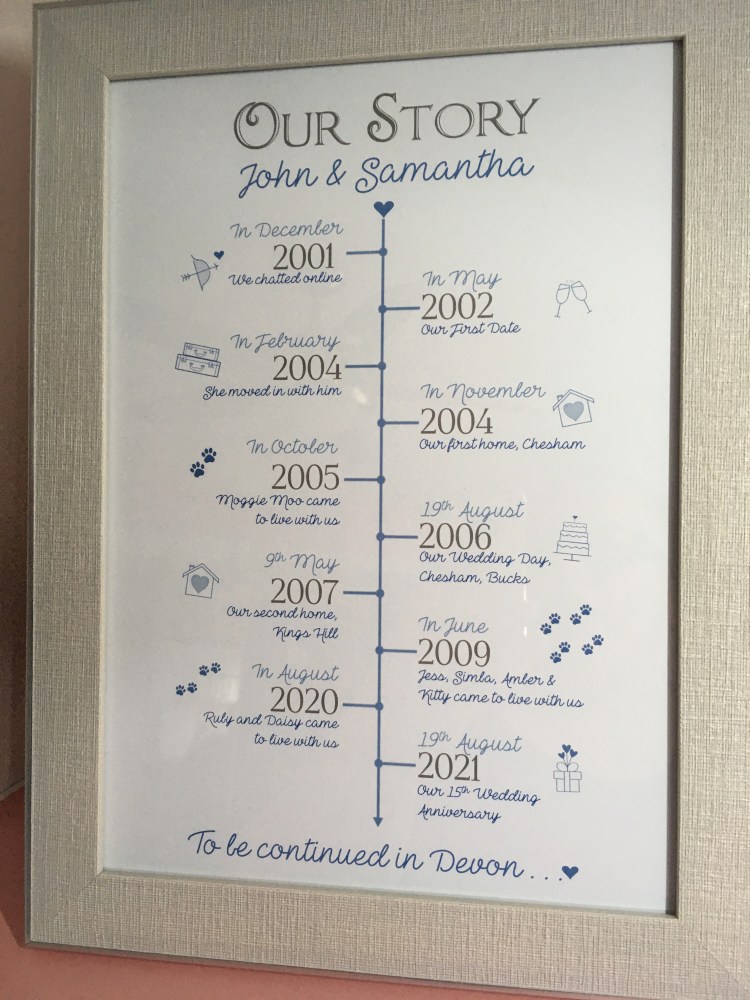 OUR STORY
John & Samantha
In December
2001
We chatted online
In May
2002
Our First Date
In February
2004
She moved in with him
In November
2004
Our first home, Chesham
In October
2005
Moggie Moo came
to live with us
19th August
2006
Our Wedding Day,
Chesham, Bucks
9th May
2007
Our second home,
Kings Hill
In June
2009
Jess, Simba, Amber &
Kitty came to live with us
In August
2020
Ruby and Daisy came
to live with us
19th August
2021
Our 15th Wedding
Anniversary
To be continued in Devon ...